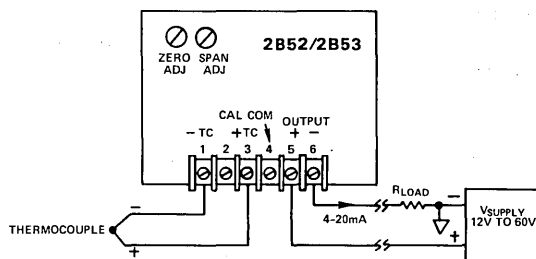 2B52/2B53
ZERO ADJ
SPAN ADJ
CAL COM
OUTPUT
– TC
+ TC
+
–
1 2 3 4 5 6
4–20mA
RLOAD
–
VSUPPLY
12V TO 60V
+
THERMOCOUPLE
–
+